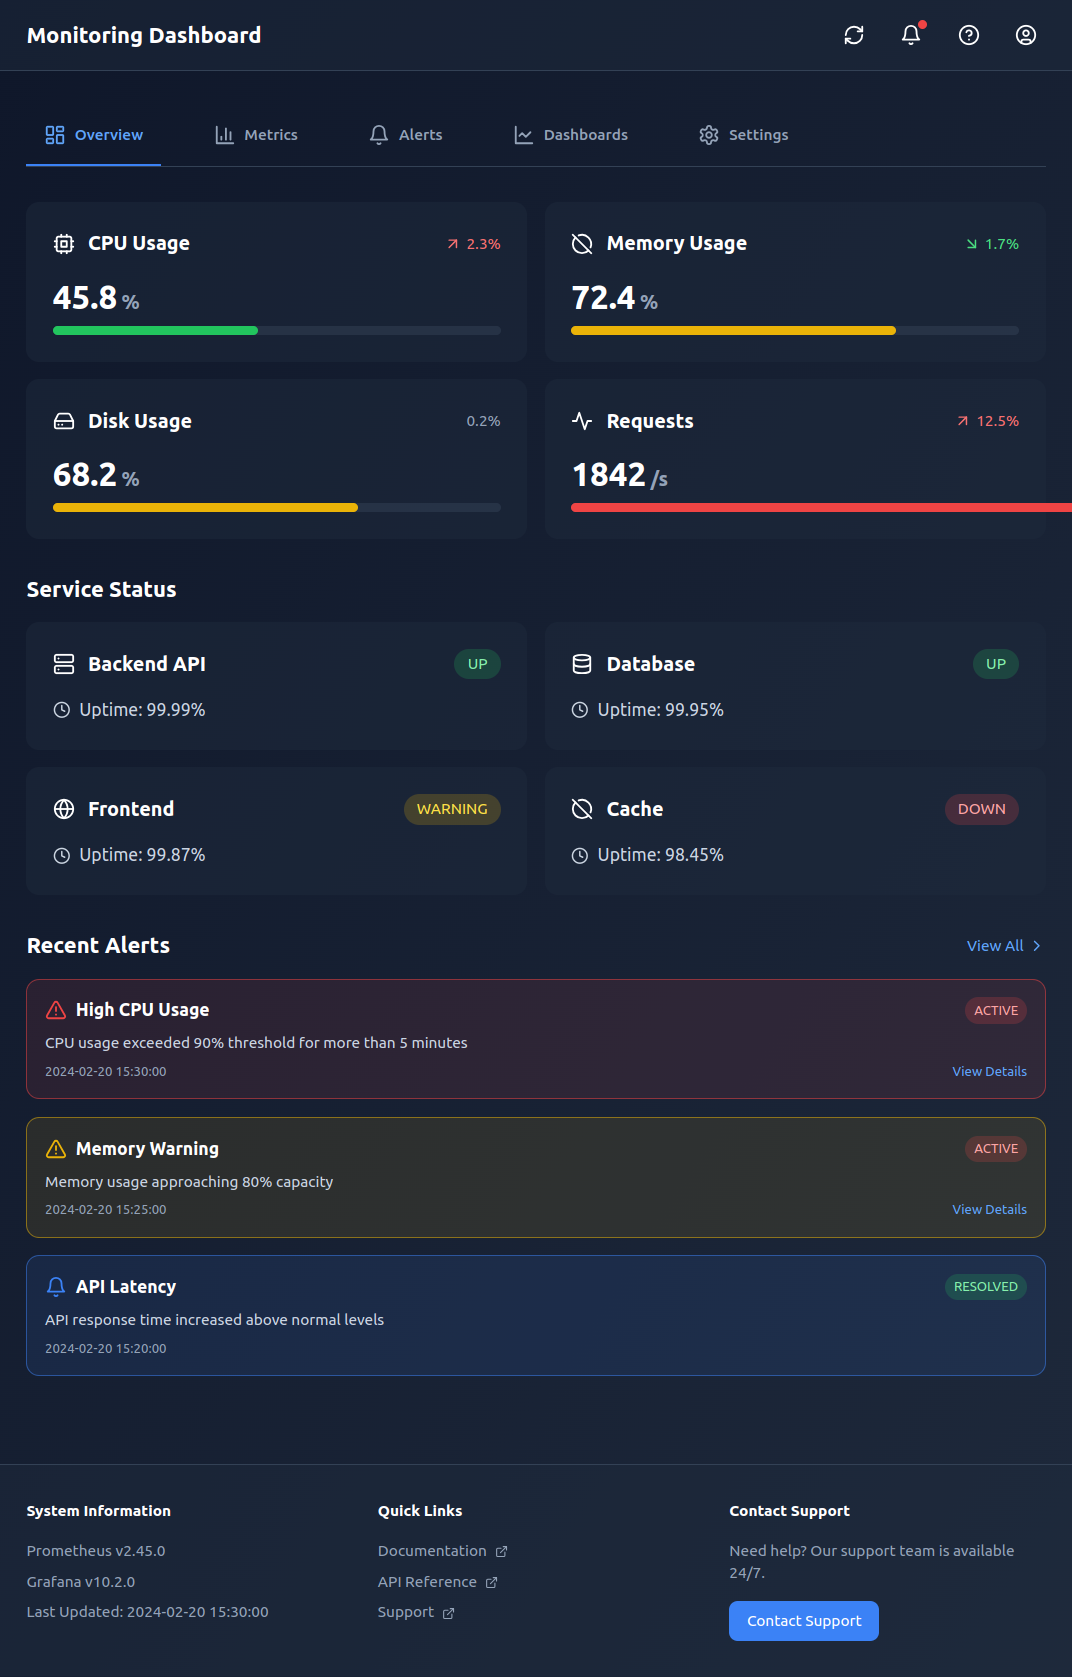 Monitoring Dashboard
Overview
Metrics
Alerts
Dashboards
Settings
CPU Usage
2.3%
45.8 %
Memory Usage
1.7%
72.4 %
Disk Usage
0.2%
68.2 %
Requests
12.5%
1842 /s
Service Status
Backend API
UP
Uptime: 99.99%
Database
UP
Uptime: 99.95%
Frontend
WARNING
Uptime: 99.87%
Cache
DOWN
Uptime: 98.45%
Recent Alerts
View All
High CPU Usage
ACTIVE
CPU usage exceeded 90% threshold for more than 5 minutes
2024-02-20 15:30:00
View Details
Memory Warning
ACTIVE
Memory usage approaching 80% capacity
2024-02-20 15:25:00
View Details
API Latency
RESOLVED
API response time increased above normal levels
2024-02-20 15:20:00
System Information
Prometheus v2.45.0
Grafana v10.2.0
Last Updated: 2024-02-20 15:30:00
Quick Links
Documentation
API Reference
Support
Contact Support
Need help? Our support team is available
24/7.
Contact Support